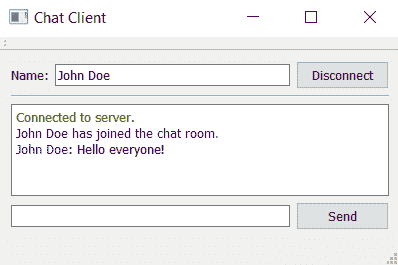 Chat Client
Name: John Doe Disconnect
Connected to server.
John Doe has joined the chat room.
John Doe: Hello everyone!
Send